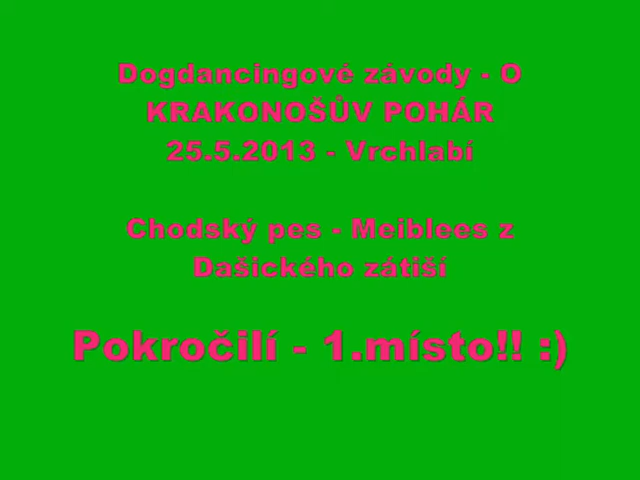 Dogdancingové závody - O
KRAKONOŠŮV POHÁR
25.5.2013 - Vrchlabí
Chodský pes - Meiblees z
Dašického zátiší
Pokročilí - 1.místo!! :)